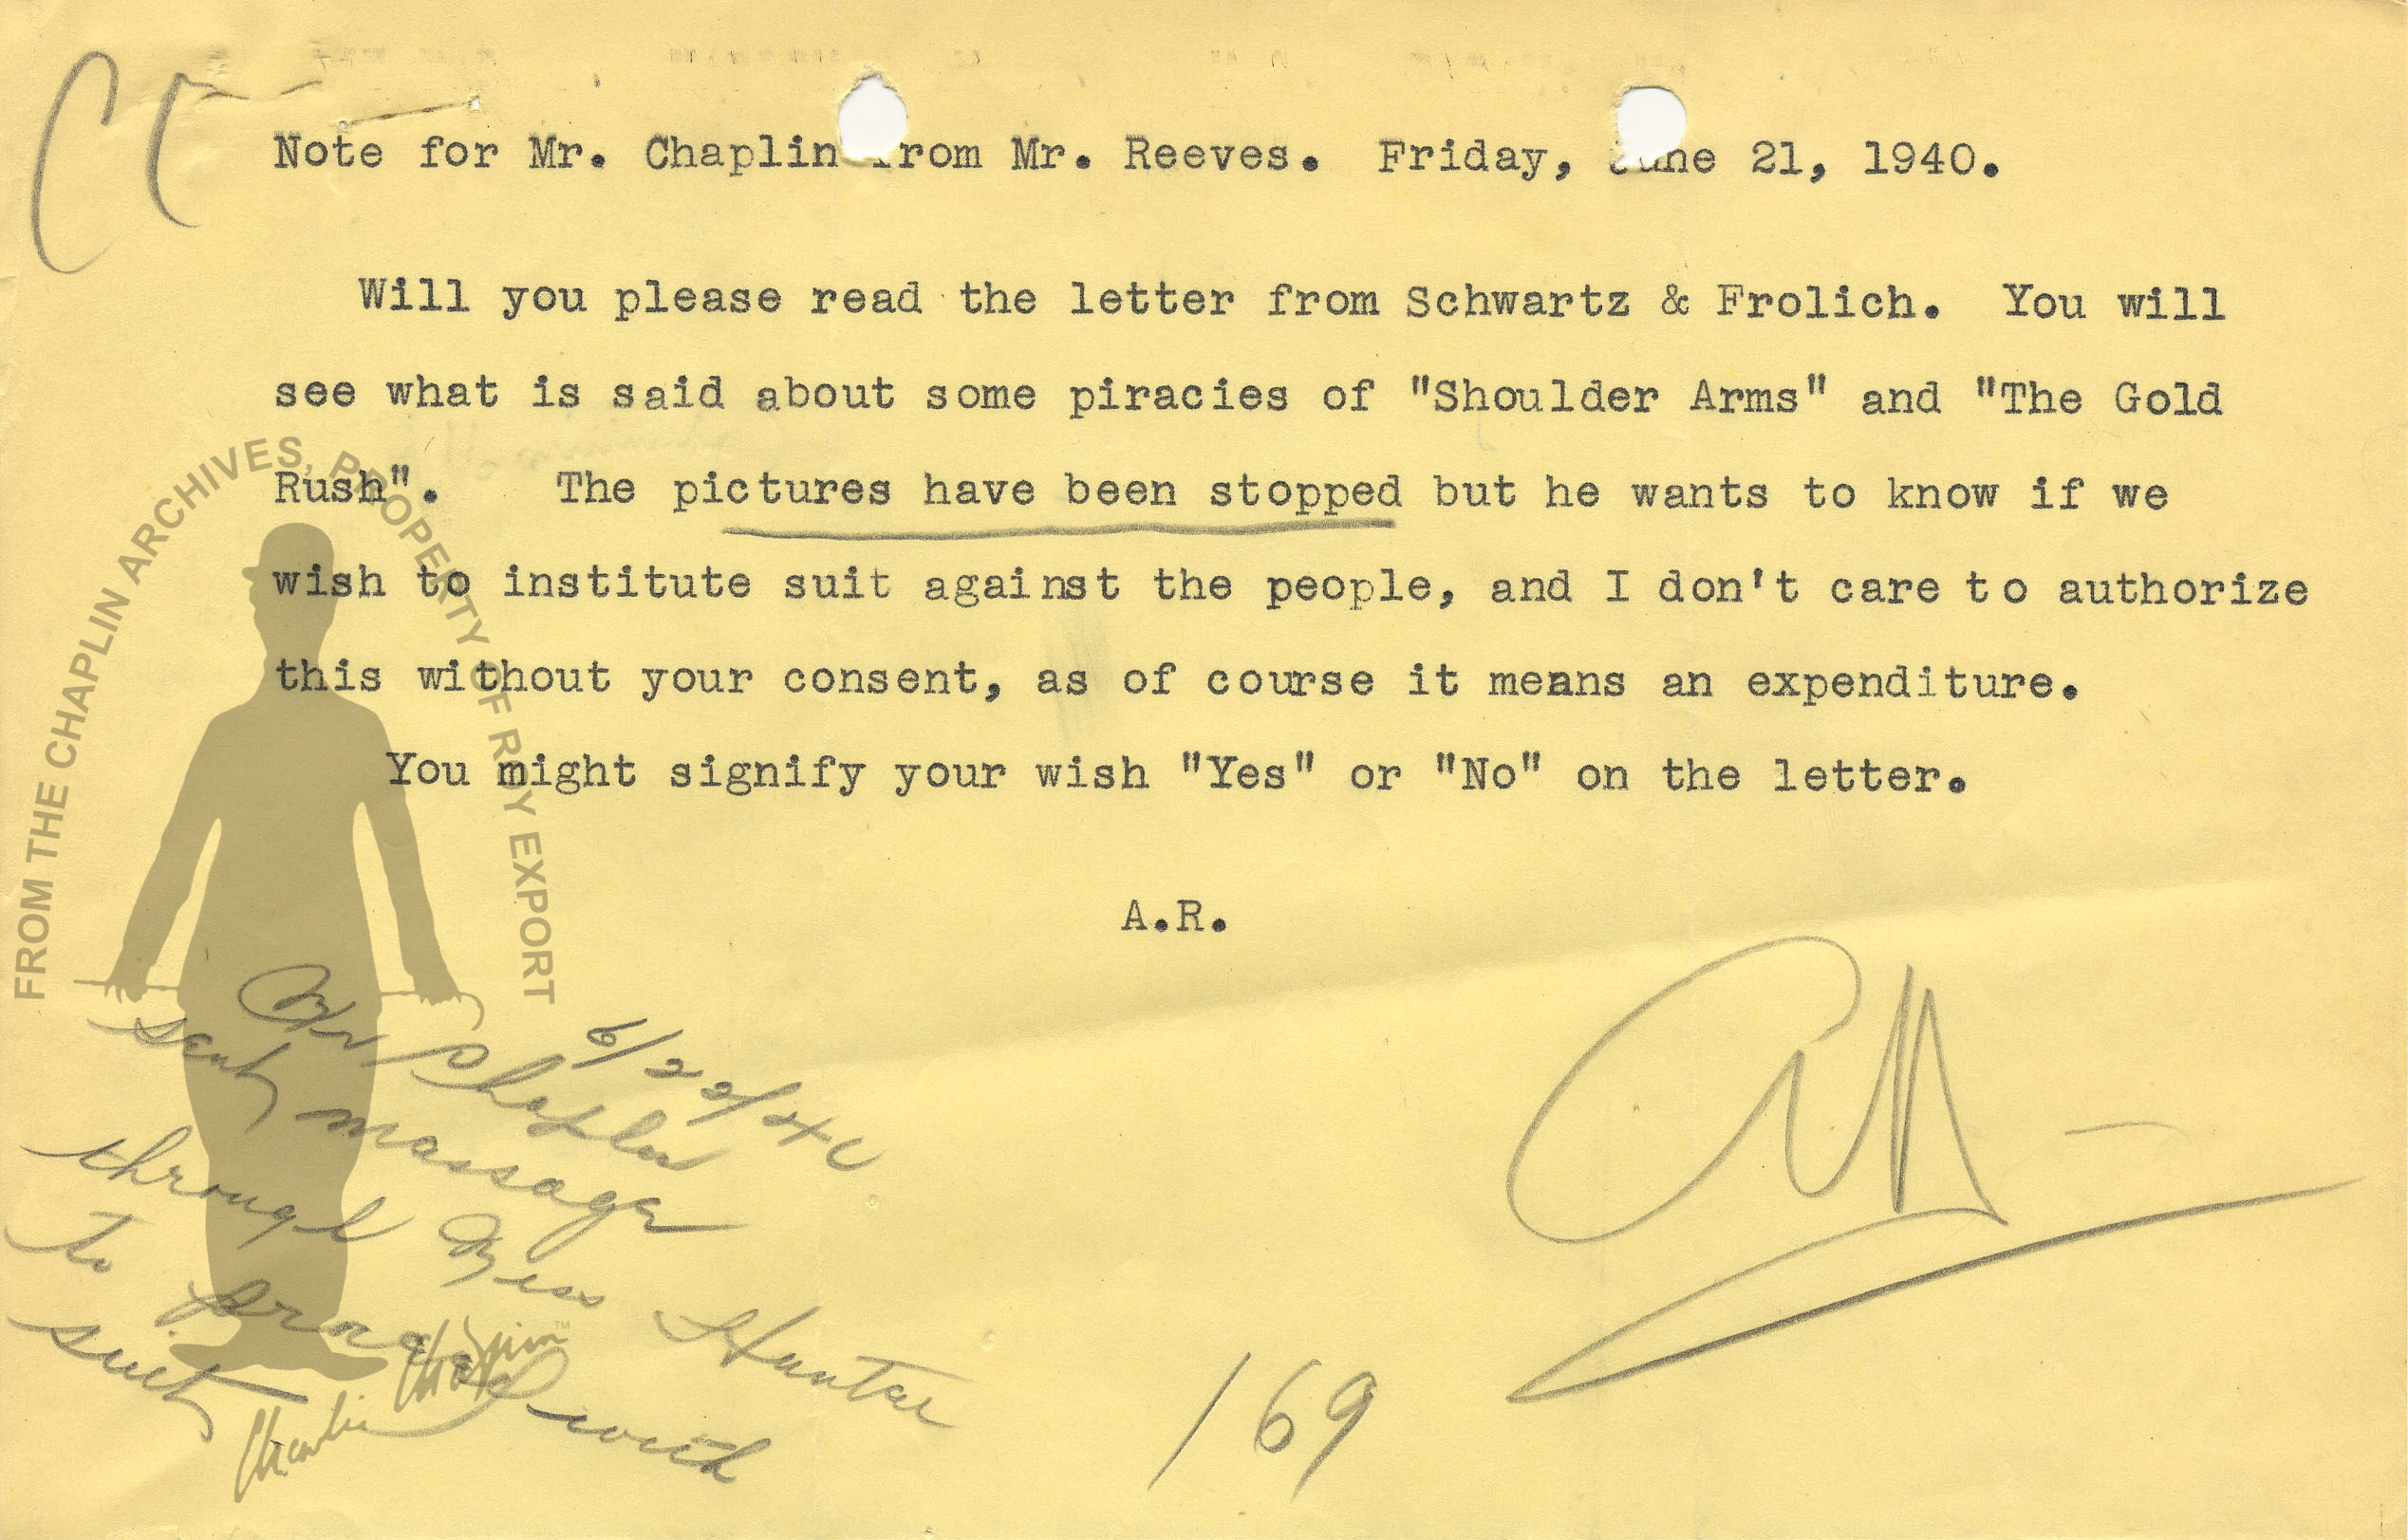 CC
Note for Mr. Chaplin from Mr. Reeves. Friday, June 21, 1940.
Will you please read the letter from Schwartz & Frolich. You will
see what is said about some piracies of "Shoulder Arms" and "The Gold
Rush". The pictures have been stopped but he wants to know if we
wish to institute suit against the people, and I don't care to authorize
this without your consent, as of course it means an expenditure.
You might signify your wish "Yes" or "No" on the letter.
A.R.
6/22/40
Mr Chaplin
sent massage
through Miss Hunter
to proceed with
suit
169
FROM THE CHAPLIN ARCHIVES, PROPERTY OF ROY EXPORT
Charlie Chaplin™